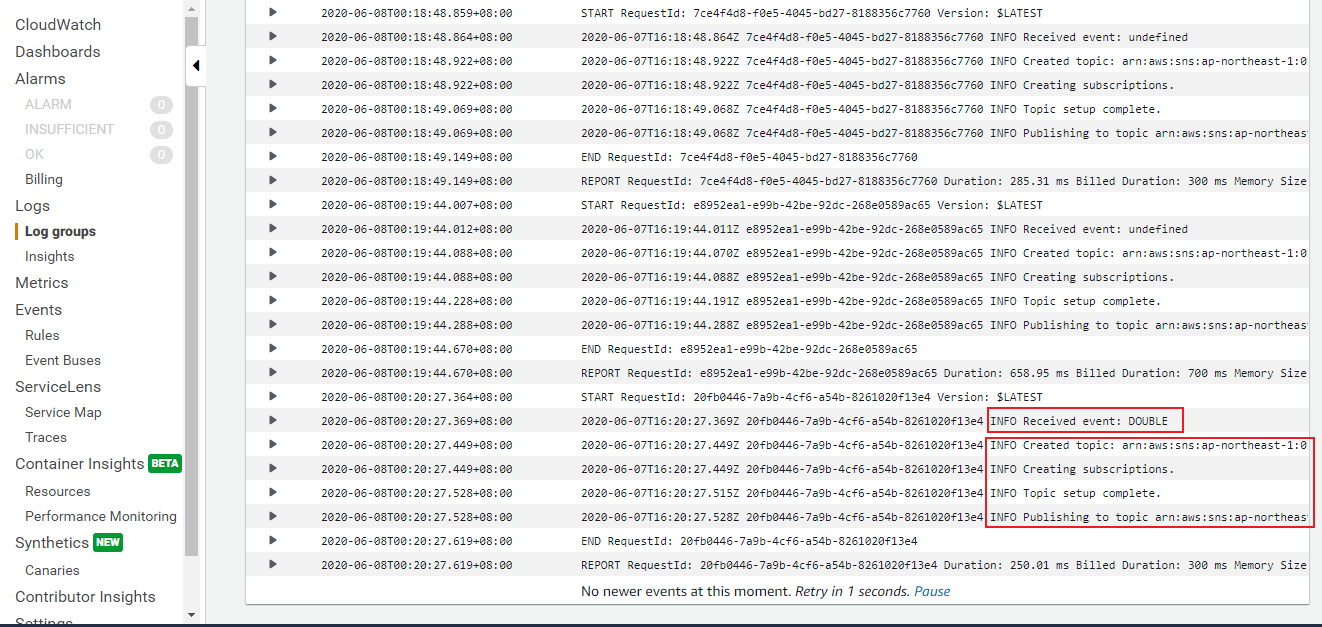 CloudWatch
Dashboards
Alarms
ALARM 0
INSUFFICIENT 0
OK 0
Billing
Logs
Log groups
Insights
Metrics
Events
Rules
Event Buses
ServiceLens
Service Map
Traces
Container Insights BETA
Resources
Performance Monitoring
Synthetics NEW
Canaries
Contributor Insights
Settings
2020-06-08T00:18:48.859+08:00 START RequestId: 7ce4f4d8-f0e5-4045-bd27-8188356c7760 Version: $LATEST
2020-06-08T00:18:48.864+08:00 2020-06-07T16:18:48.864Z 7ce4f4d8-f0e5-4045-bd27-8188356c7760 INFO Received event: undefined
2020-06-08T00:18:48.922+08:00 2020-06-07T16:18:48.922Z 7ce4f4d8-f0e5-4045-bd27-8188356c7760 INFO Created topic: arn:aws:sns:ap-northeast-1:0
2020-06-08T00:18:48.922+08:00 2020-06-07T16:18:48.922Z 7ce4f4d8-f0e5-4045-bd27-8188356c7760 INFO Creating subscriptions.
2020-06-08T00:18:49.069+08:00 2020-06-07T16:18:49.068Z 7ce4f4d8-f0e5-4045-bd27-8188356c7760 INFO Topic setup complete.
2020-06-08T00:18:49.069+08:00 2020-06-07T16:18:49.068Z 7ce4f4d8-f0e5-4045-bd27-8188356c7760 INFO Publishing to topic arn:aws:sns:ap-northeas
2020-06-08T00:18:49.149+08:00 END RequestId: 7ce4f4d8-f0e5-4045-bd27-8188356c7760
2020-06-08T00:18:49.149+08:00 REPORT RequestId: 7ce4f4d8-f0e5-4045-bd27-8188356c7760 Duration: 285.31 ms Billed Duration: 300 ms Memory Size
2020-06-08T00:19:44.007+08:00 START RequestId: e8952ea1-e99b-42be-92dc-268e0589ac65 Version: $LATEST
2020-06-08T00:19:44.012+08:00 2020-06-07T16:19:44.011Z e8952ea1-e99b-42be-92dc-268e0589ac65 INFO Received event: undefined
2020-06-08T00:19:44.088+08:00 2020-06-07T16:19:44.070Z e8952ea1-e99b-42be-92dc-268e0589ac65 INFO Created topic: arn:aws:sns:ap-northeast-1:0
2020-06-08T00:19:44.088+08:00 2020-06-07T16:19:44.088Z e8952ea1-e99b-42be-92dc-268e0589ac65 INFO Creating subscriptions.
2020-06-08T00:19:44.228+08:00 2020-06-07T16:19:44.191Z e8952ea1-e99b-42be-92dc-268e0589ac65 INFO Topic setup complete.
2020-06-08T00:19:44.288+08:00 2020-06-07T16:19:44.288Z e8952ea1-e99b-42be-92dc-268e0589ac65 INFO Publishing to topic arn:aws:sns:ap-northeas
2020-06-08T00:19:44.670+08:00 END RequestId: e8952ea1-e99b-42be-92dc-268e0589ac65
2020-06-08T00:19:44.670+08:00 REPORT RequestId: e8952ea1-e99b-42be-92dc-268e0589ac65 Duration: 658.95 ms Billed Duration: 700 ms Memory Size
2020-06-08T00:20:27.364+08:00 START RequestId: 20fb0446-7a9b-4cf6-a54b-8261020f13e4 Version: $LATEST
2020-06-08T00:20:27.369+08:00 2020-06-07T16:20:27.369Z 20fb0446-7a9b-4cf6-a54b-8261020f13e4 INFO Received event: DOUBLE
2020-06-08T00:20:27.449+08:00 2020-06-07T16:20:27.449Z 20fb0446-7a9b-4cf6-a54b-8261020f13e4 INFO Created topic: arn:aws:sns:ap-northeast-1:0
2020-06-08T00:20:27.449+08:00 2020-06-07T16:20:27.449Z 20fb0446-7a9b-4cf6-a54b-8261020f13e4 INFO Creating subscriptions.
2020-06-08T00:20:27.528+08:00 2020-06-07T16:20:27.515Z 20fb0446-7a9b-4cf6-a54b-8261020f13e4 INFO Topic setup complete.
2020-06-08T00:20:27.528+08:00 2020-06-07T16:20:27.528Z 20fb0446-7a9b-4cf6-a54b-8261020f13e4 INFO Publishing to topic arn:aws:sns:ap-northeas
2020-06-08T00:20:27.619+08:00 END RequestId: 20fb0446-7a9b-4cf6-a54b-8261020f13e4
2020-06-08T00:20:27.619+08:00 REPORT RequestId: 20fb0446-7a9b-4cf6-a54b-8261020f13e4 Duration: 250.01 ms Billed Duration: 300 ms Memory Size
No newer events at this moment. Retry in 1 seconds. Pause